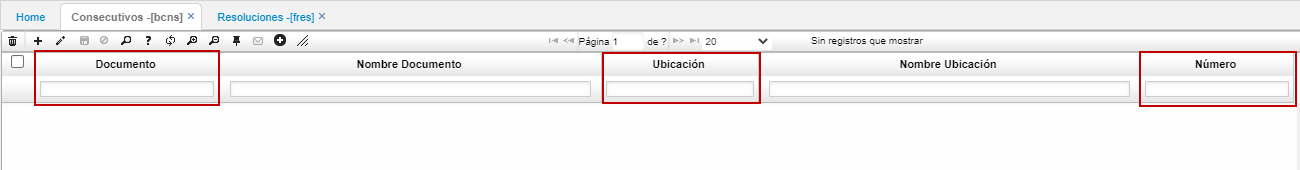 Home Consecutivos -[bcns] × Resoluciones -[fres] ×
Página 1 de ? 20 Sin registros que mostrar
Documento Nombre Documento Ubicación Nombre Ubicación Número